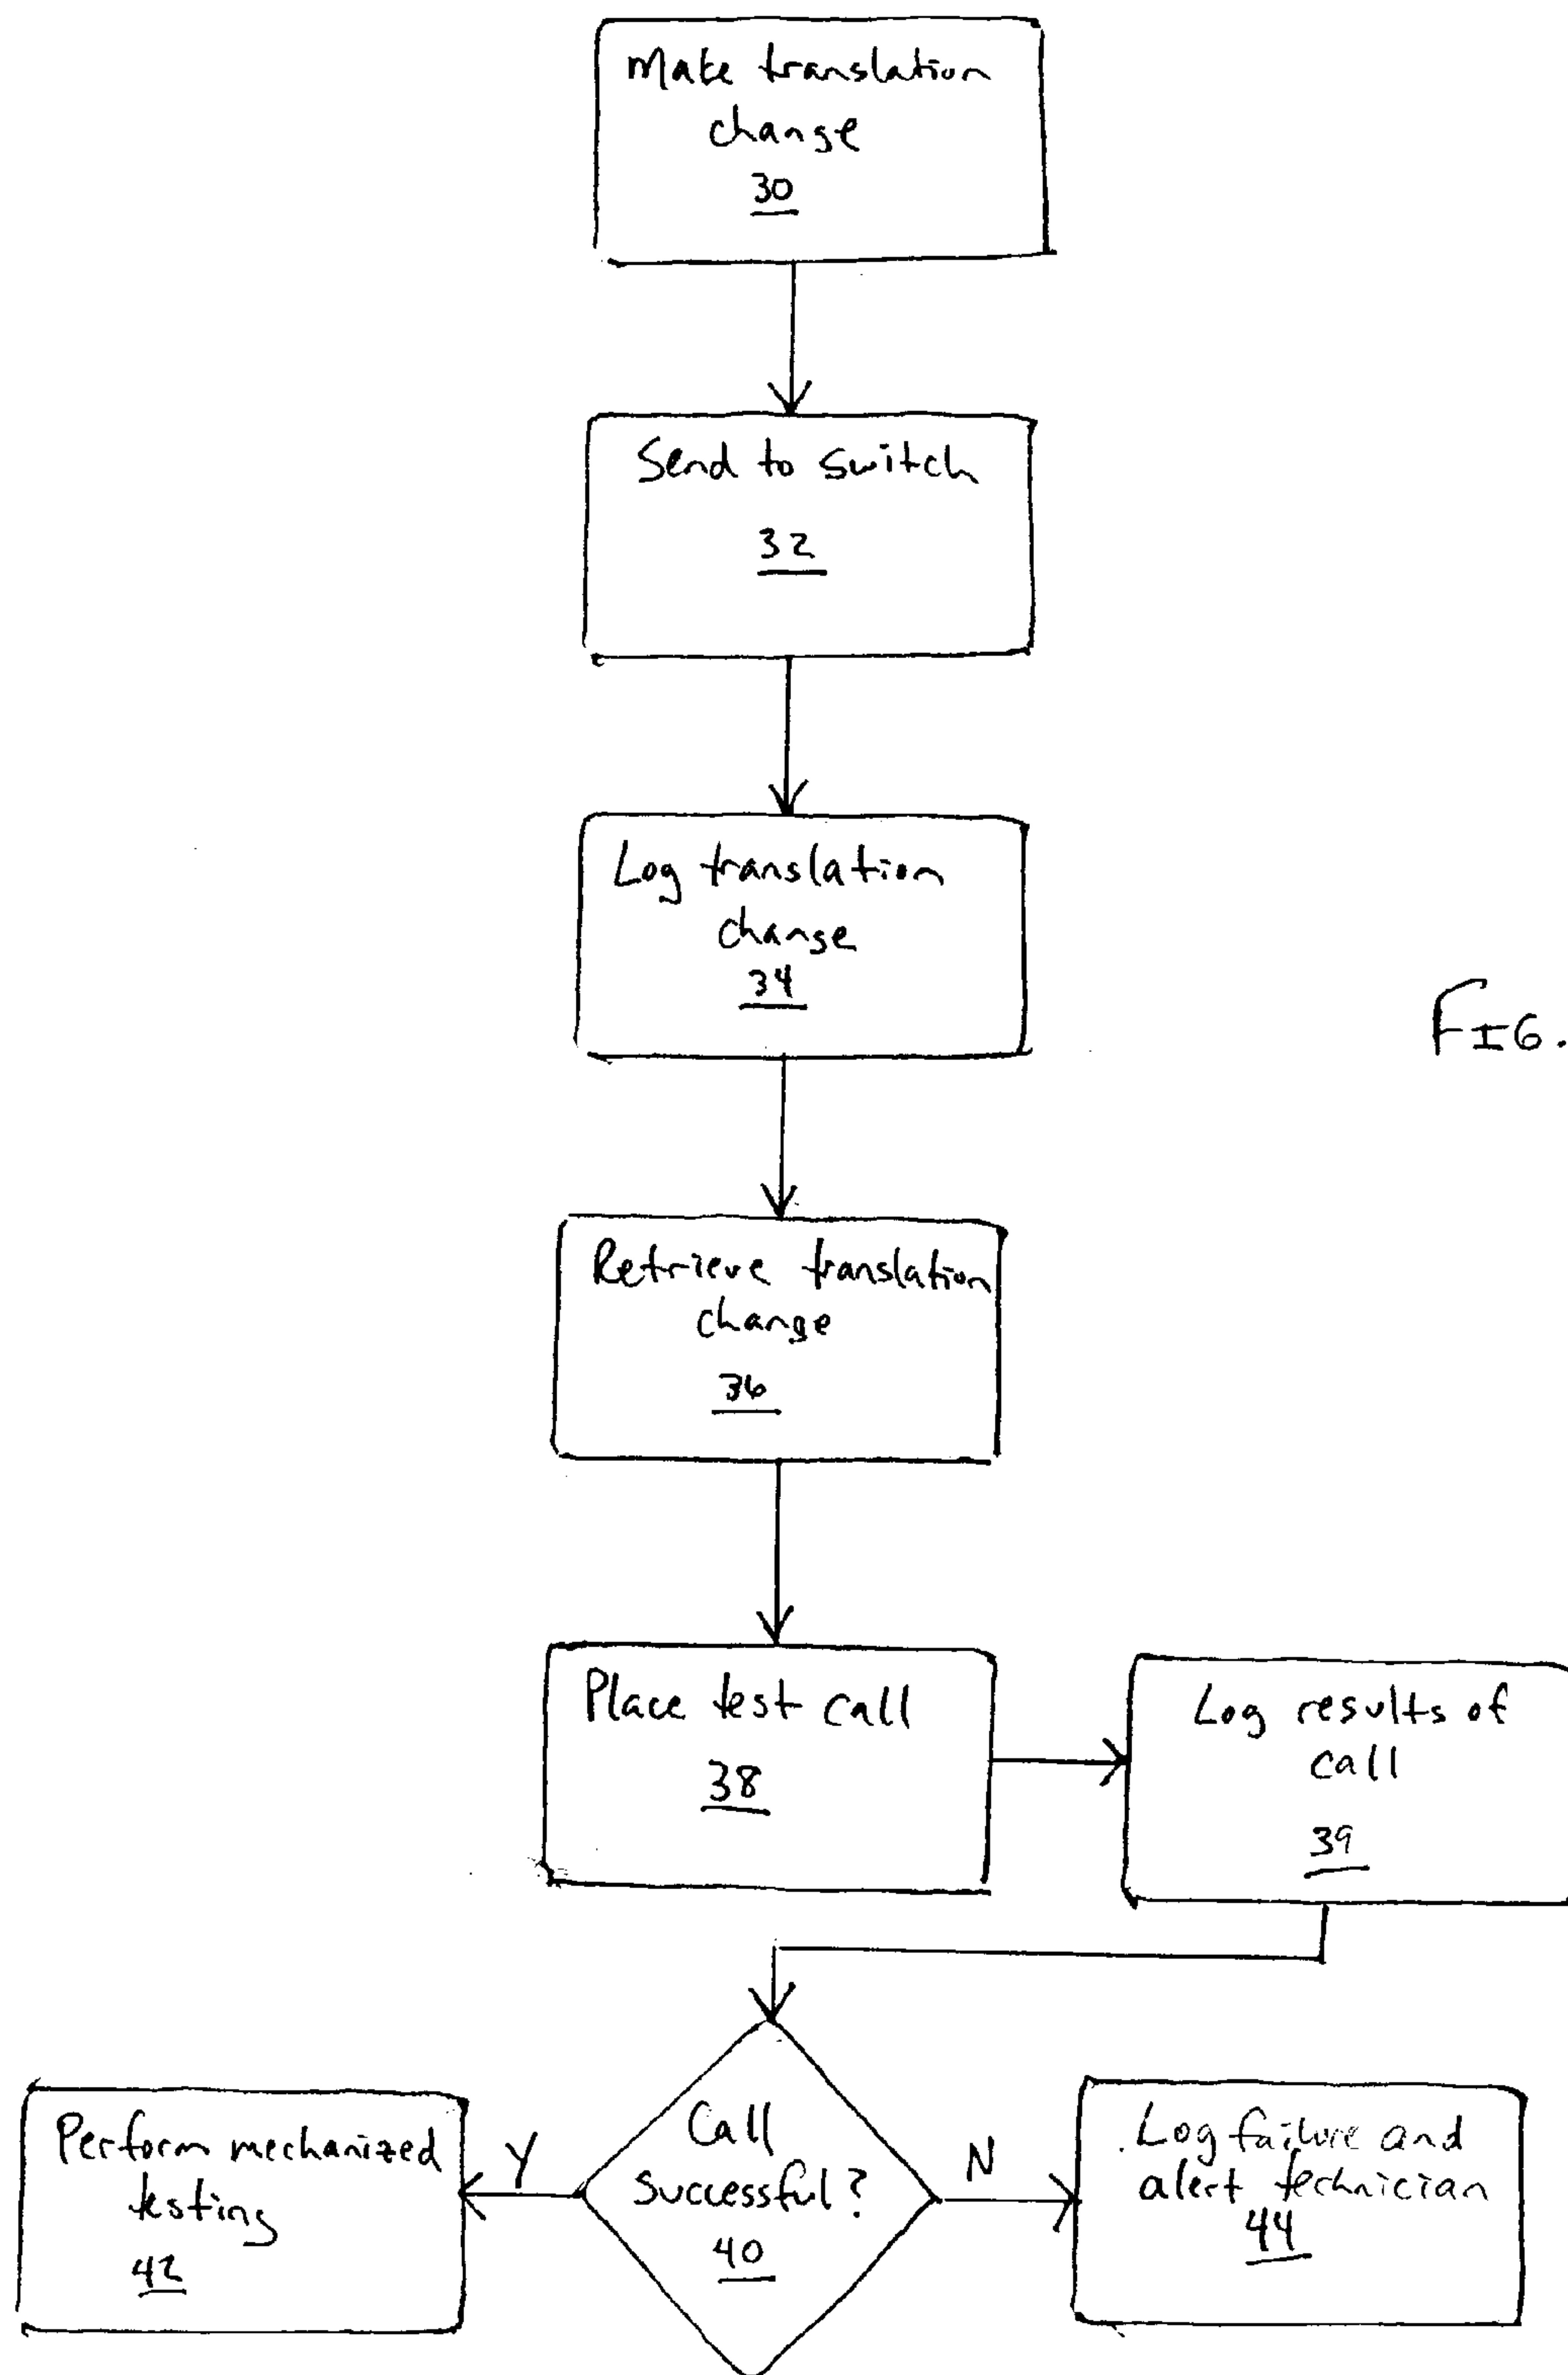 Make translation
change
30
Send to switch
32
Log translation
change
34
FIG.
Retrieve translation
change
36
Place test call
38
Log results of
call
39
Call
successful?
40
Y
N
Perform mechanized
testing
42
Log failure and
alert technician
44